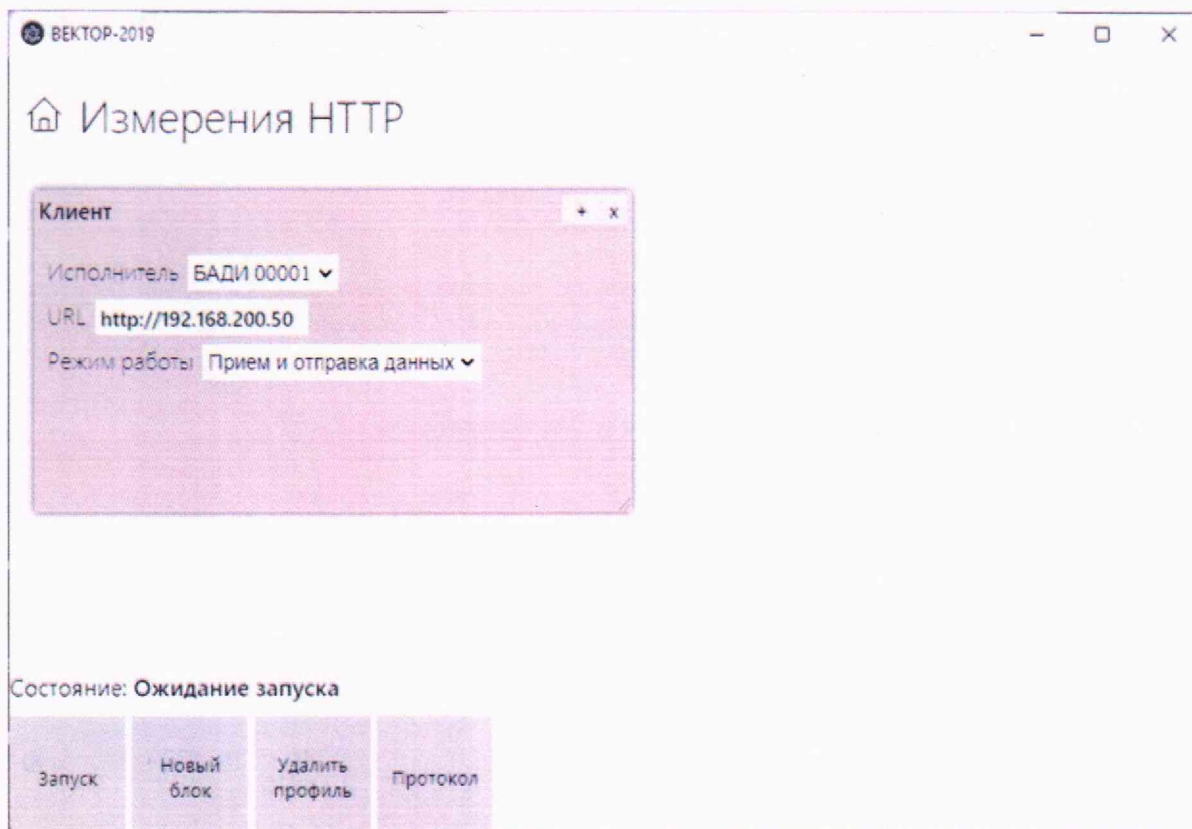 ВЕКТОР-2019
Измерения HTTP
Клиент + x
Исполнитель БАДИ 00001
URL http://192.168.200.50
Режим работы Прием и отправка данных
Состояние: Ожидание запуска
Запуск
Новый
блок
Удалить
профиль
Протокол